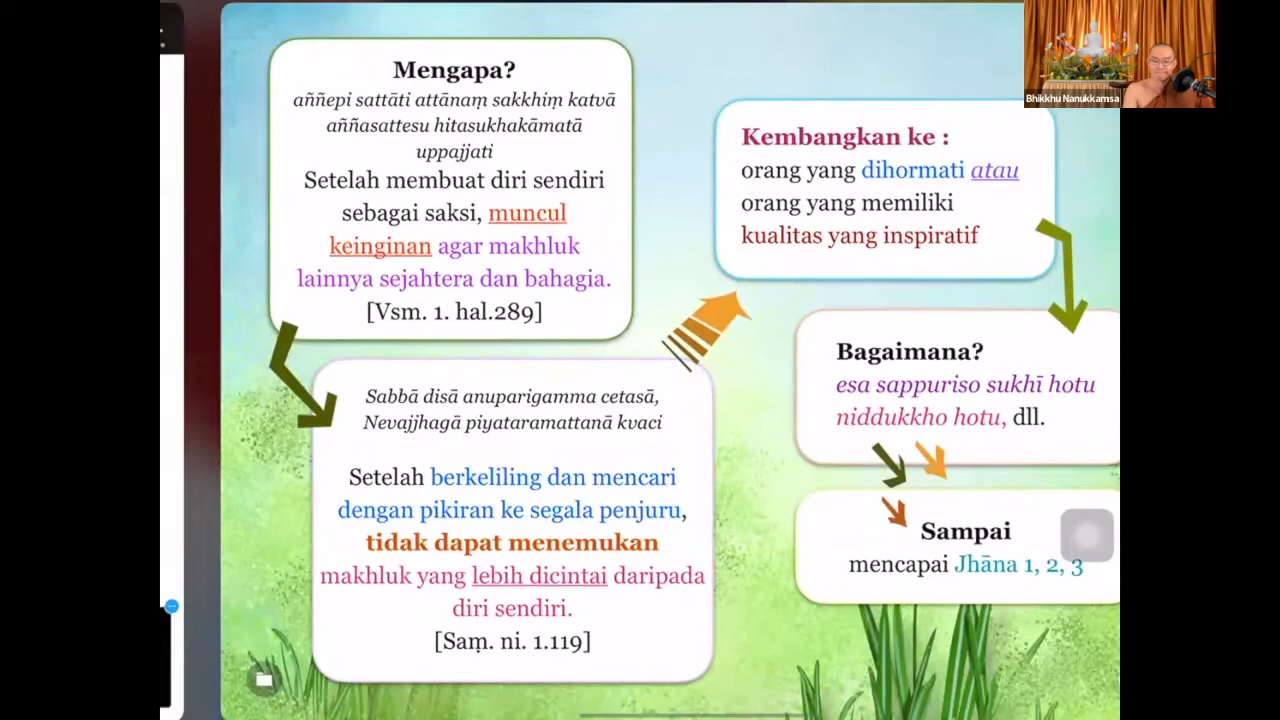 Mengapa?
aññepi sattāti attānaṃ sakkhiṃ katvā
aññasattesu hitasukhakāmatā
uppajjati
Setelah membuat diri sendiri
sebagai saksi, muncul
keinginan agar makhluk
lainnya sejahtera dan bahagia.
[Vsm. 1. hal.289]
Sabbā disā anuparigamma cetasā,
Nevajjhagā piyataramattanā kvaci
Setelah berkeliling dan mencari
dengan pikiran ke segala penjuru,
tidak dapat menemukan
makhluk yang lebih dicintai daripada
diri sendiri.
[Saṃ. ni. 1.119]
Kembangkan ke :
orang yang dihormati atau
orang yang memiliki
kualitas yang inspiratif
Bagaimana?
esa sappuriso sukhī hotu
niddukkho hotu, dll.
Sampai
mencapai Jhāna 1, 2, 3
Bhikkhu Nanukkamsa